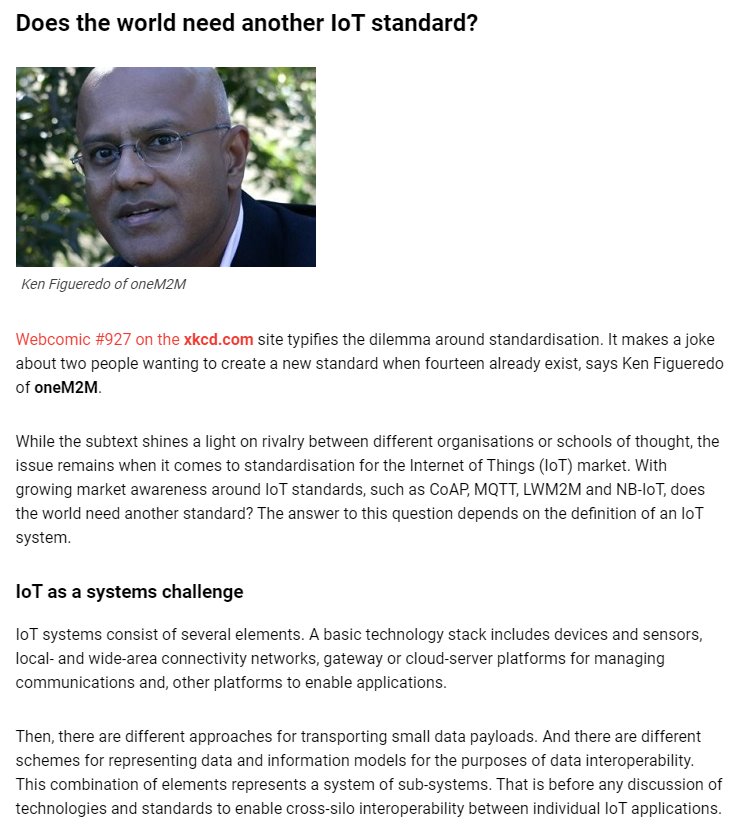 Does the world need another IoT standard?
Ken Figueredo of oneM2M
Webcomic #927 on the xkcd.com site typifies the dilemma around standardisation. It makes a joke
about two people wanting to create a new standard when fourteen already exist, says Ken Figueredo
of oneM2M.
While the subtext shines a light on rivalry between different organisations or schools of thought, the
issue remains when it comes to standardisation for the Internet of Things (IoT) market. With
growing market awareness around IoT standards, such as CoAP, MQTT, LWM2M and NB-IoT, does
the world need another standard? The answer to this question depends on the definition of an IoT
system.
IoT as a systems challenge
IoT systems consist of several elements. A basic technology stack includes devices and sensors,
local- and wide-area connectivity networks, gateway or cloud-server platforms for managing
communications and, other platforms to enable applications.
Then, there are different approaches for transporting small data payloads. And there are different
schemes for representing data and information models for the purposes of data interoperability.
This combination of elements represents a system of sub-systems. That is before any discussion of
technologies and standards to enable cross-silo interoperability between individual IoT applications.